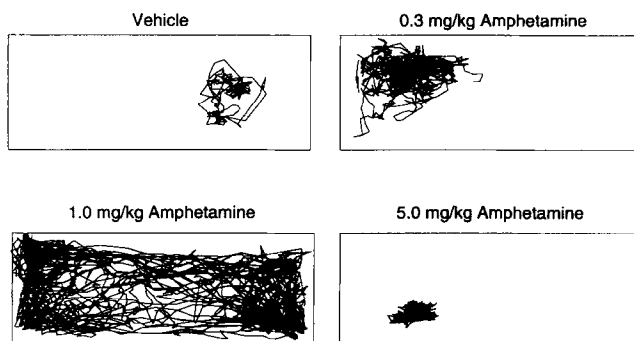 Vehicle
0.3 mg/kg Amphetamine
1.0 mg/kg Amphetamine
5.0 mg/kg Amphetamine